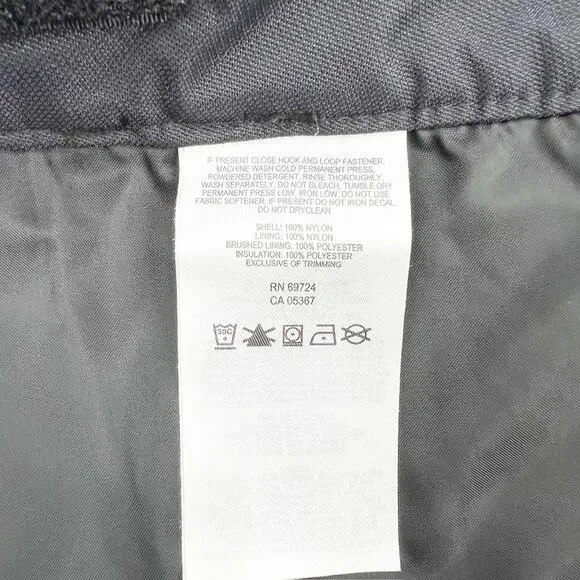 IF PRESENT CLOSE HOOK AND LOOP FASTENER.
MACHINE WASH COLD PERMANENT PRESS,
POWDERED DETERGENT, RINSE THOROUGHLY.
WASH SEPARATELY. DO NOT BLEACH. TUMBLE DRY
PERMANENT PRESS LOW. IRON LOW. DO NOT USE
FABRIC SOFTENER. IF PRESENT DO NOT IRON DECAL.
DO NOT DRYCLEAN
SHELL: 100% NYLON
LINING: 100% NYLON
BRUSHED LINING: 100% POLYESTER
INSULATION: 100% POLYESTER
EXCLUSIVE OF TRIMMING
RN 69724
CA 05367
30C